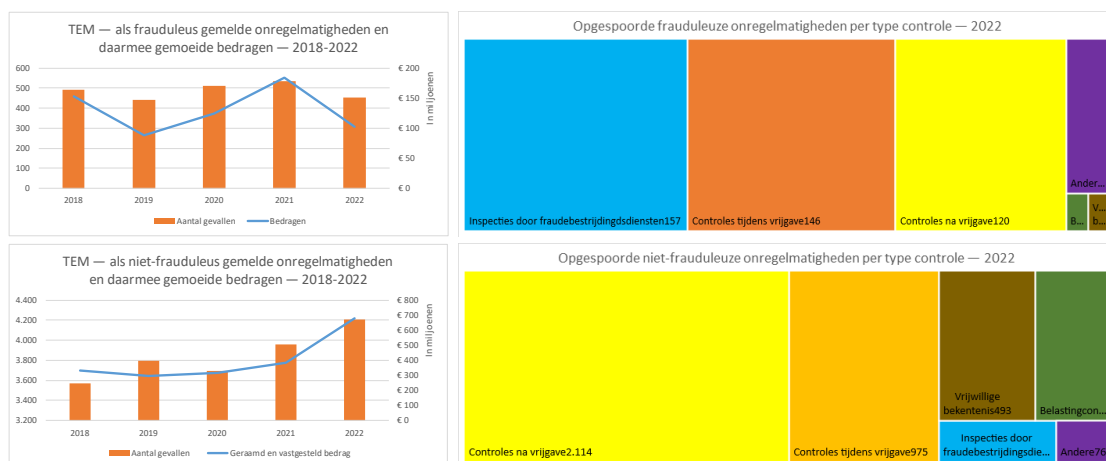 TEM — als frauduleus gemelde onregelmatigheden en
daarmee gemoeide bedragen — 2018-2022
600
500
400
300
200
100
0
€ 200
€ 150
€ 100
€ 50
€ 0
In miljoenen
2018
2019
2020
2021
2022
Aantal gevallen
Bedragen
Opgespoorde frauduleuze onregelmatigheden per type controle — 2022
Inspecties door fraudebestrijdingdsdiensten157
Controles tijdens vrijgave146
Controles na vrijgave120
Ander...
B...
V...
b...
TEM — als niet-frauduleus gemelde onregelmatigheden
en daarmee gemoeide bedragen — 2018-2022
4.400
4.200
4.000
3.800
3.600
3.400
3.200
€ 800
€ 700
€ 600
€ 500
€ 400
€ 300
€ 200
€ 100
€ 0
In miljoenen
2018
2019
2020
2021
2022
Aantal gevallen
Geraamd en vastgesteld bedrag
Opgespoorde niet-frauduleuze onregelmatigheden per type controle — 2022
Controles na vrijgave2.114
Controles tijdens vrijgave975
Vrijwillige
bekentenis493
Belastingcon...
Inspecties door
fraudebestrijdingsdie...
Andere76